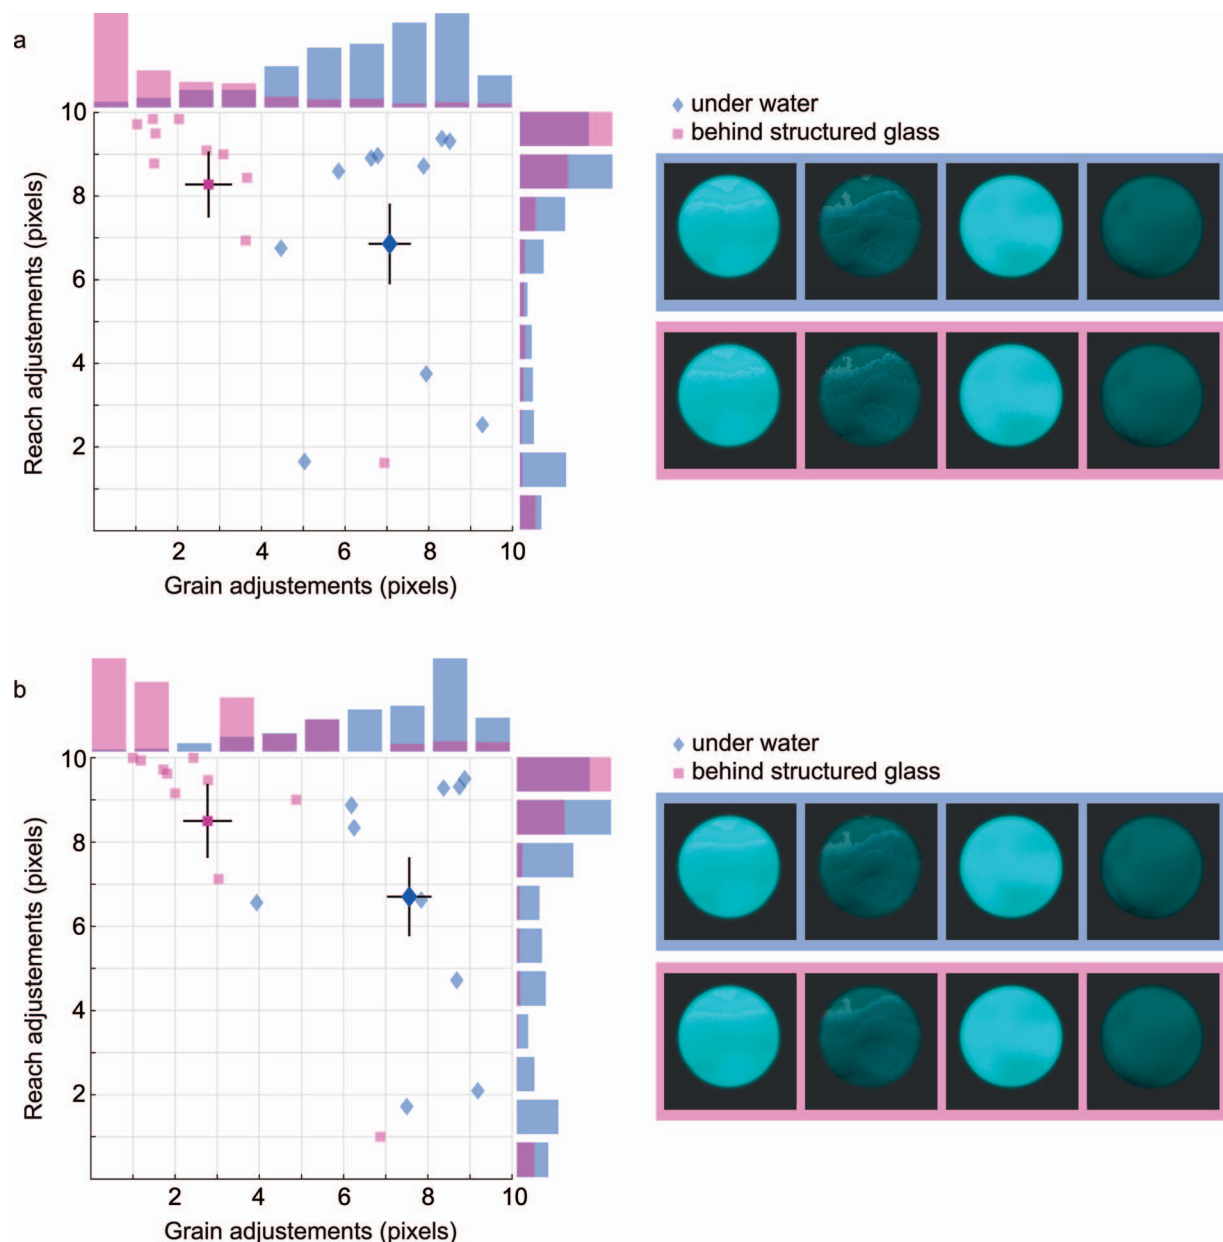 a
under water
behind structured glass
10
8
6
4
2
Reach adjustements (pixels)
2 4 6 8 10
Grain adjustements (pixels)
b
under water
behind structured glass
10
8
6
4
2
Reach adjustements (pixels)
2 4 6 8 10
Grain adjustements (pixels)